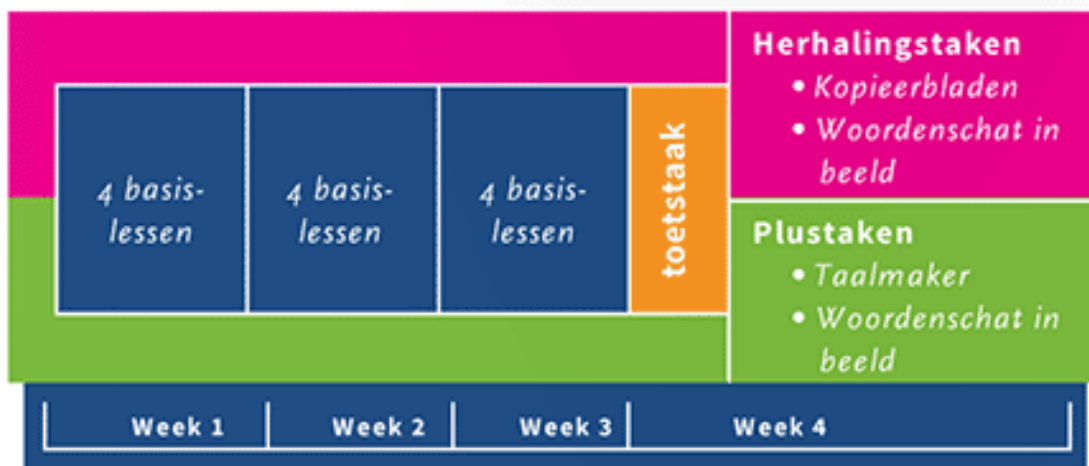 4 basis-
lessen
4 basis-
lessen
4 basis-
lessen
toetstaak
Herhalingstaken
• Kopieerbladen
• Woordenschat in
beeld
Plustaken
• Taalmaker
• Woordenschat in
beeld
Week 1
Week 2
Week 3
Week 4